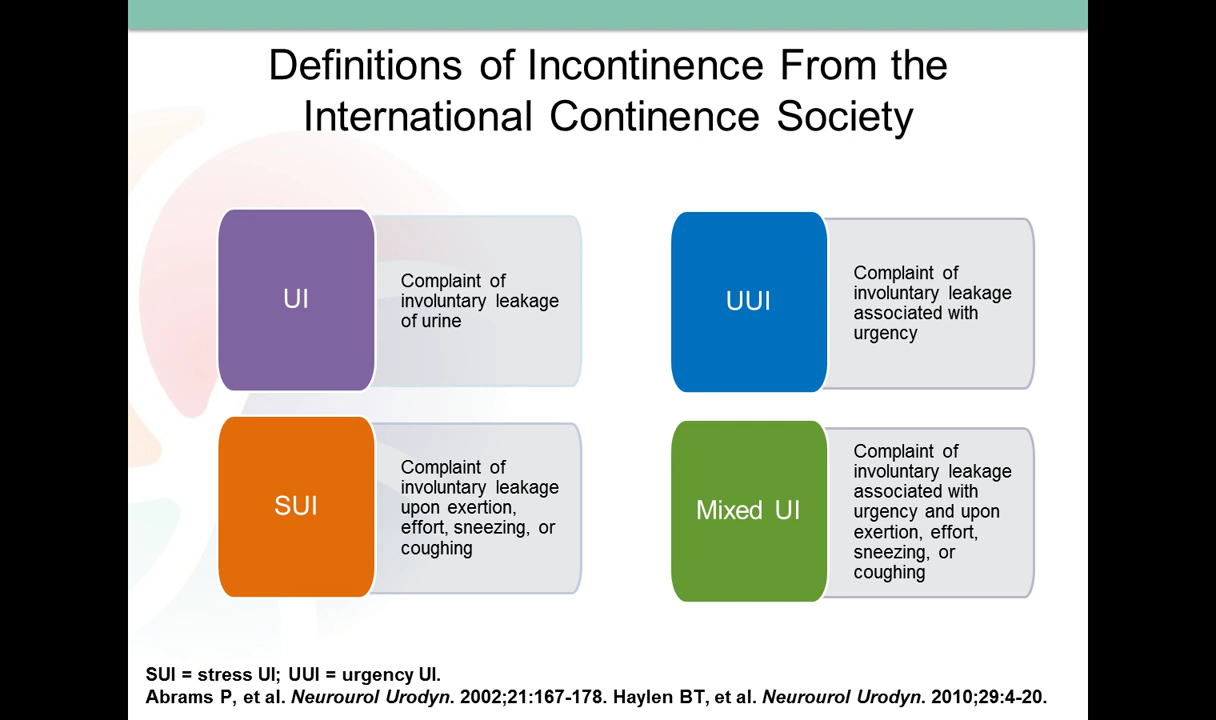 Definitions of Incontinence From the
International Continence Society
UI
Complaint of
involuntary leakage
of urine
UUI
Complaint of
involuntary leakage
associated with
urgency
SUI
Complaint of
involuntary leakage
upon exertion,
effort, sneezing, or
coughing
Mixed UI
Complaint of
involuntary leakage
associated with
urgency and upon
exertion, effort,
sneezing, or
coughing
SUI = stress UI; UUI = urgency UI.
Abrams P, et al. Neurourol Urodyn. 2002;21:167-178. Haylen BT, et al. Neurourol Urodyn. 2010;29:4-20.